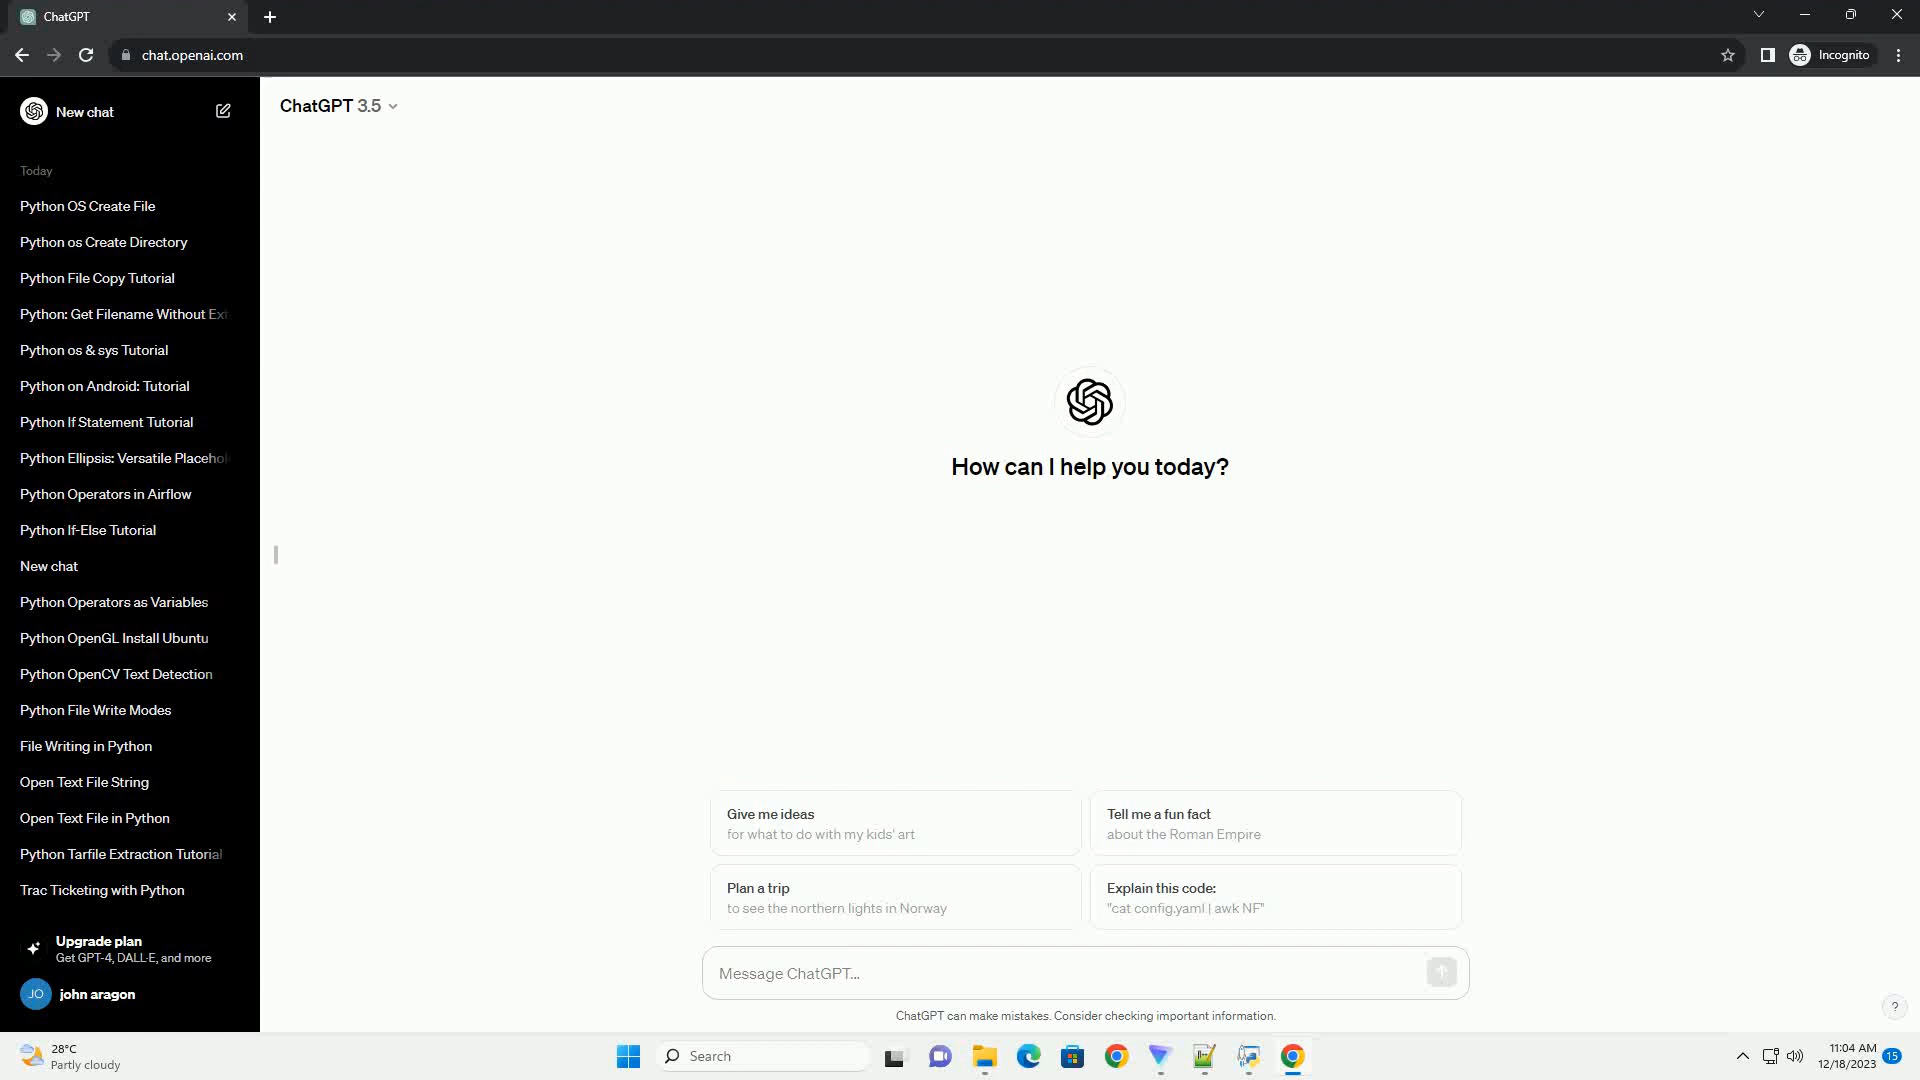 ChatGPT
chat.openai.com
Incognito
New chat
ChatGPT 3.5
Today
Python OS Create File
Python os Create Directory
Python File Copy Tutorial
Python: Get Filename Without Ext
Python os & sys Tutorial
Python on Android: Tutorial
Python If Statement Tutorial
Python Ellipsis: Versatile Placehol
Python Operators in Airflow
Python If-Else Tutorial
New chat
Python Operators as Variables
Python OpenGL Install Ubuntu
Python OpenCV Text Detection
Python File Write Modes
File Writing in Python
Open Text File String
Open Text File in Python
Python Tarfile Extraction Tutorial
Trac Ticketing with Python
Upgrade plan
Get GPT-4, DALL·E, and more
JO
john aragon
How can I help you today?
Give me ideas
for what to do with my kids' art
Tell me a fun fact
about the Roman Empire
Plan a trip
to see the northern lights in Norway
Explain this code:
"cat config.yaml | awk NF"
Message ChatGPT...
ChatGPT can make mistakes. Consider checking important information.
?
28°C
Partly cloudy
Search
11:04 AM
12/18/2023
15